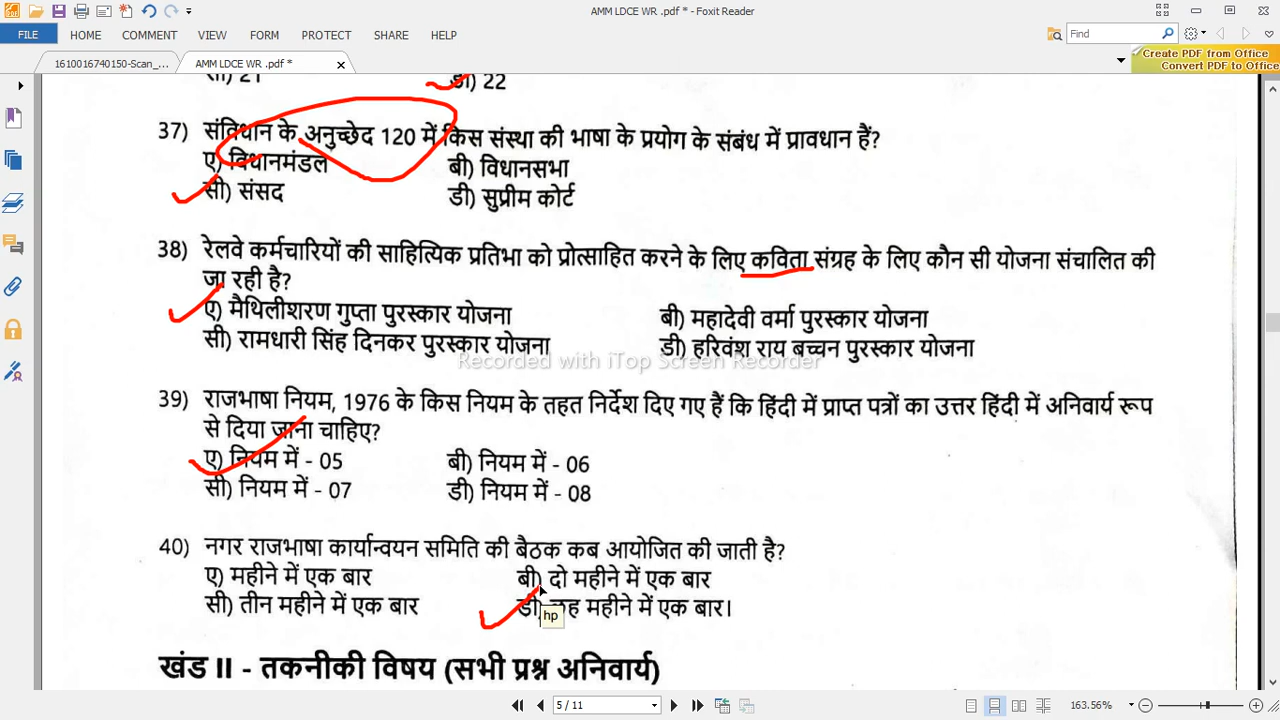 AMM LDCE WR .pdf * - Foxit Reader
FILE HOME COMMENT VIEW FORM PROTECT SHARE HELP
Find
1610016740150-Scan_... AMM LDCE WR .pdf *
Create PDF from Office
Convert PDF to Office
सी) 21 डी) 22
37) संविधान के अनुच्छेद 120 में किस संस्था की भाषा के प्रयोग के संबंध में प्रावधान हैं?
ए) विधानमंडल बी) विधानसभा
सी) संसद डी) सुप्रीम कोर्ट
38) रेलवे कर्मचारियों की साहित्यिक प्रतिभा को प्रोत्साहित करने के लिए कविता संग्रह के लिए कौन सी योजना संचालित की
जा रही है?
ए) मैथिलीशरण गुप्ता पुरस्कार योजना बी) महादेवी वर्मा पुरस्कार योजना
सी) रामधारी सिंह दिनकर पुरस्कार योजना डी) हरिवंश राय बच्चन पुरस्कार योजना
Recorded with iTop Screen Recorder
39) राजभाषा नियम, 1976 के किस नियम के तहत निर्देश दिए गए हैं कि हिंदी में प्राप्त पत्रों का उत्तर हिंदी में अनिवार्य रूप
से दिया जाना चाहिए?
ए) नियम में - 05 बी) नियम में - 06
सी) नियम में - 07 डी) नियम में - 08
40) नगर राजभाषा कार्यान्वयन समिति की बैठक कब आयोजित की जाती है?
ए) महीने में एक बार बी) दो महीने में एक बार
सी) तीन महीने में एक बार डी) छह महीने में एक बार।
hp
खंड II - तकनीकी विषय (सभी प्रश्न अनिवार्य)
5 / 11 163.56%